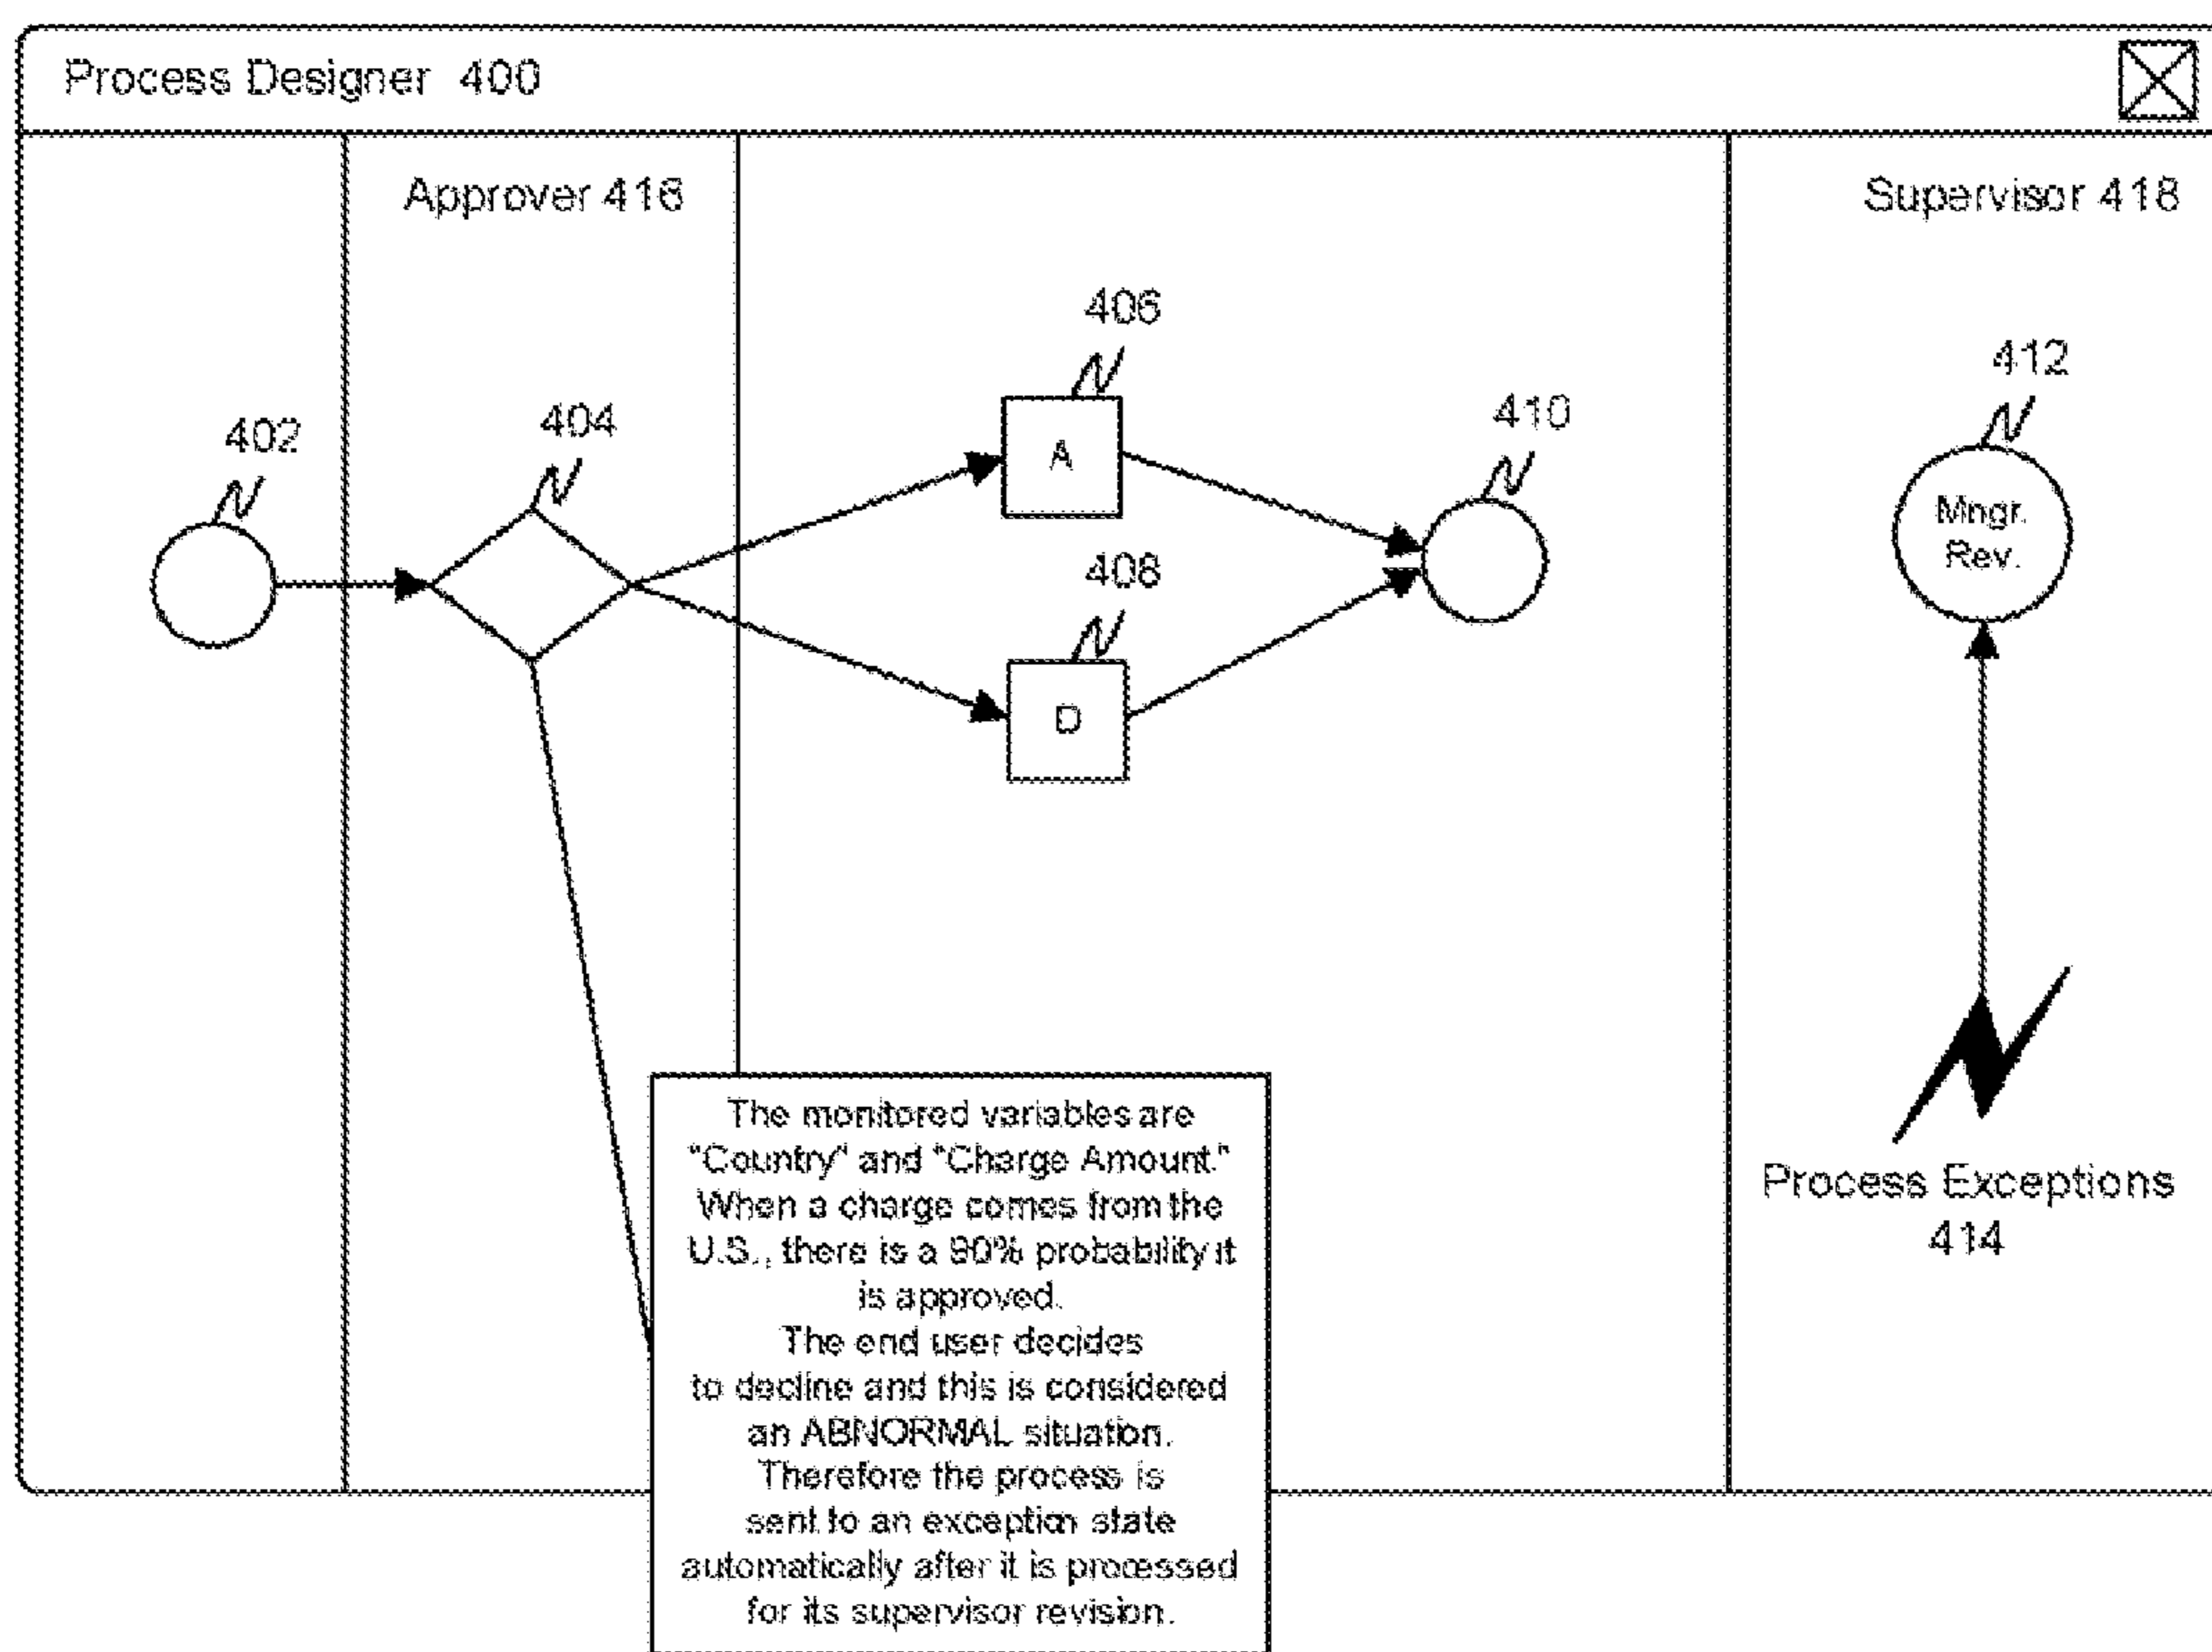 Process Designer 400
Approver 416
Supervisor 418
406
412
404
410
402
A
Mngr.
Rev.
408
D
The monitored variables are
"Country" and "Charge Amount."
When a charge comes from the
U.S., there is a 90% probability it
is approved.
The end user decides
to decline and this is considered
an ABNORMAL situation.
Therefore the process is
sent to an exception state
automatically after it is processed
for its supervisor revision.
Process Exceptions
414